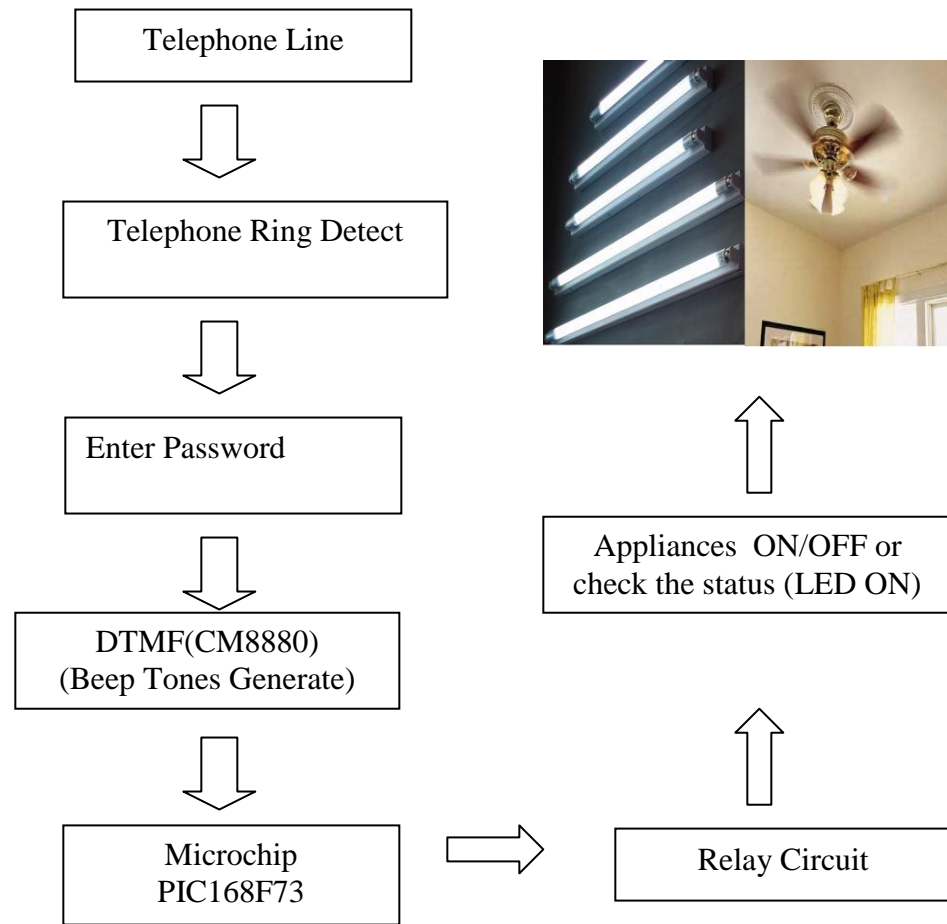 Telephone Line
Telephone Ring Detect
Enter Password
DTMF(CM8880)
(Beep Tones Generate)
Microchip
PIC168F73
Relay Circuit
Appliances ON/OFF or
check the status (LED ON)